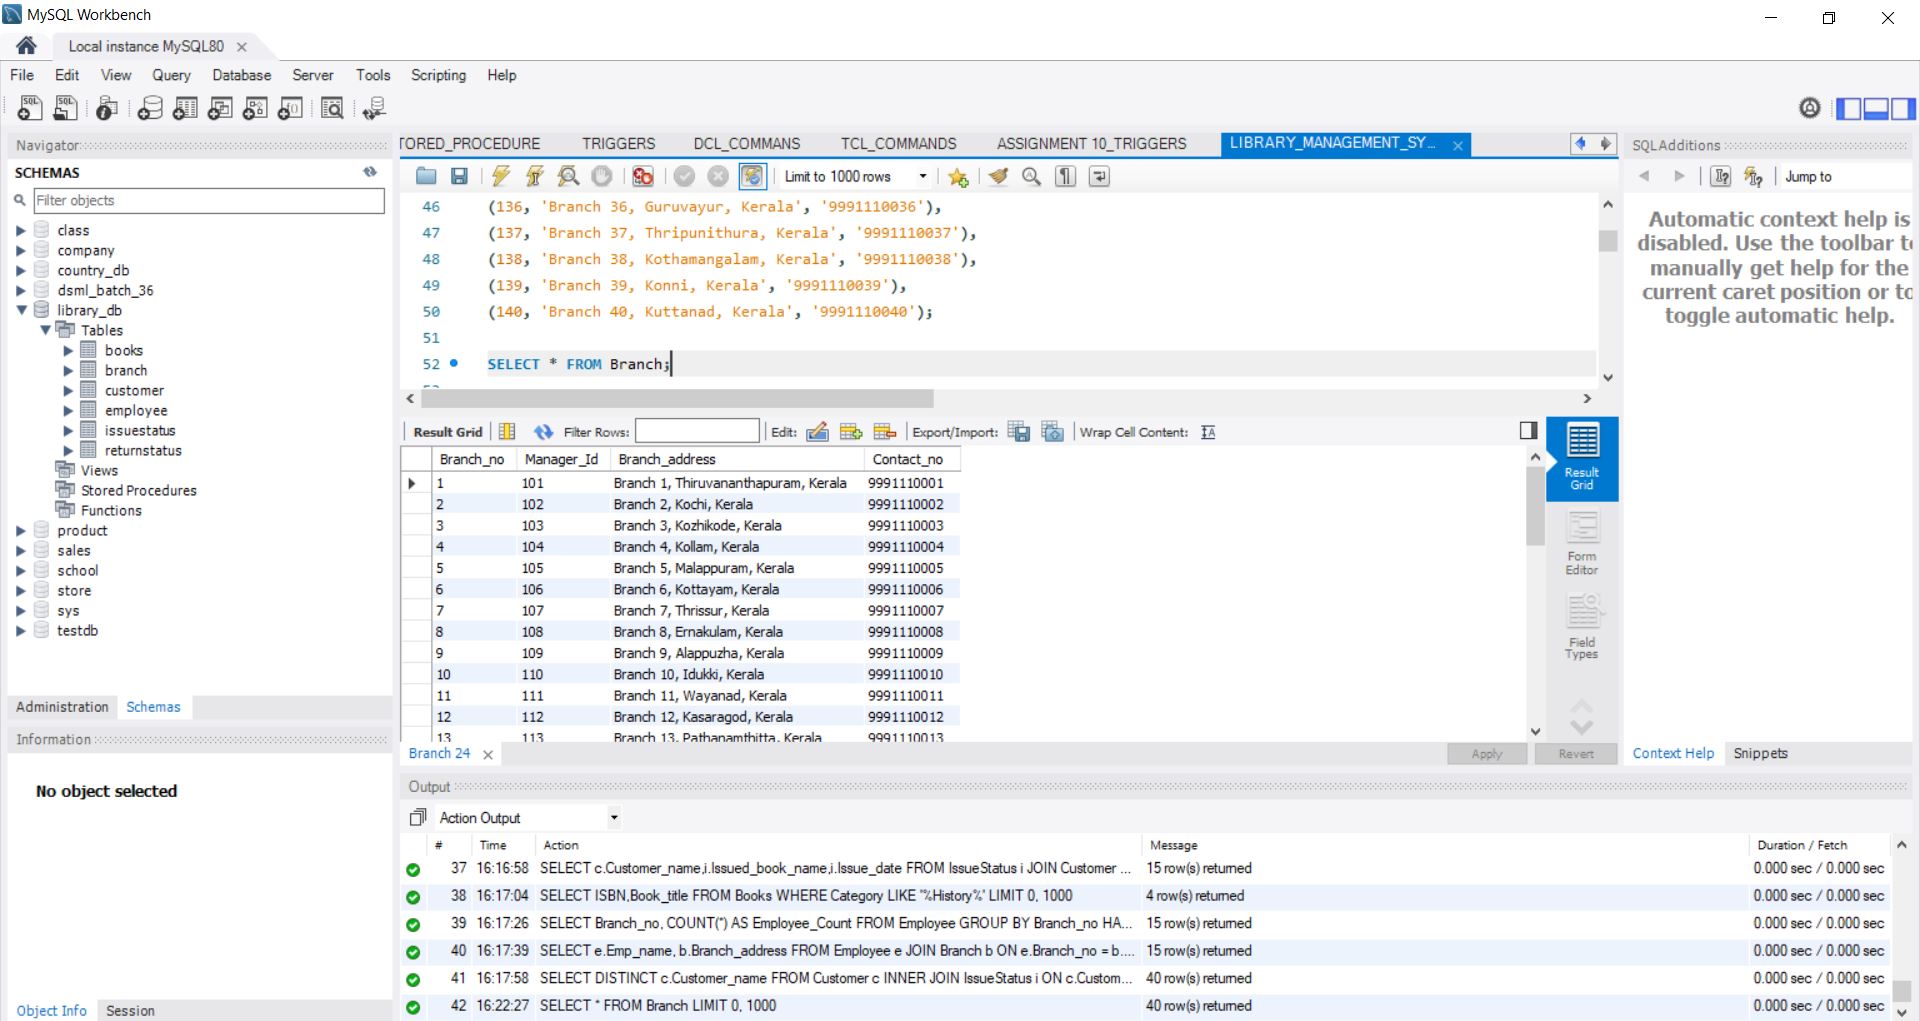 MySQL Workbench
Local instance MySQL80
File Edit View Query Database Server Tools Scripting Help
Navigator
SCHEMAS
Filter objects
class
company
country_db
dsml_batch_36
library_db
Tables
books
branch
customer
employee
issuestatus
returnstatus
Views
Stored Procedures
Functions
product
sales
school
store
sys
testdb
Administration Schemas
Information
No object selected
Object Info Session
TORED_PROCEDURE TRIGGERS DCL_COMMANS TCL_COMMANDS ASSIGNMENT 10_TRIGGERS LIBRARY_MANAGEMENT_SY...
Limit to 1000 rows
46 (136, 'Branch 36, Guruvayur, Kerala', '9991110036'),
47 (137, 'Branch 37, Thripunithura, Kerala', '9991110037'),
48 (138, 'Branch 38, Kothamangalam, Kerala', '9991110038'),
49 (139, 'Branch 39, Konni, Kerala', '9991110039'),
50 (140, 'Branch 40, Kuttanad, Kerala', '9991110040');
51
52 SELECT * FROM Branch;
Result Grid Filter Rows: Edit: Export/Import: Wrap Cell Content:
Branch_no Manager_Id Branch_address Contact_no
1 101 Branch 1, Thiruvananthapuram, Kerala 9991110001
2 102 Branch 2, Kochi, Kerala 9991110002
3 103 Branch 3, Kozhikode, Kerala 9991110003
4 104 Branch 4, Kollam, Kerala 9991110004
5 105 Branch 5, Malappuram, Kerala 9991110005
6 106 Branch 6, Kottayam, Kerala 9991110006
7 107 Branch 7, Thrissur, Kerala 9991110007
8 108 Branch 8, Ernakulam, Kerala 9991110008
9 109 Branch 9, Alappuzha, Kerala 9991110009
10 110 Branch 10, Idukki, Kerala 9991110010
11 111 Branch 11, Wayanad, Kerala 9991110011
12 112 Branch 12, Kasaragod, Kerala 9991110012
13 113 Branch 13, Pathanamthitta, Kerala 9991110013
Result
Grid
Form
Editor
Field
Types
Branch 24 Apply Revert
SQLAdditions
Jump to
Automatic context help is
disabled. Use the toolbar to
manually get help for the
current caret position or to
toggle automatic help.
Context Help Snippets
Output
Action Output
# Time Action Message Duration / Fetch
37 16:16:58 SELECT c.Customer_name,i.Issued_book_name,i.Issue_date FROM IssueStatus i JOIN Customer ... 15 row(s) returned 0.000 sec / 0.000 sec
38 16:17:04 SELECT ISBN,Book_title FROM Books WHERE Category LIKE '%History%' LIMIT 0, 1000 4 row(s) returned 0.000 sec / 0.000 sec
39 16:17:26 SELECT Branch_no, COUNT(*) AS Employee_Count FROM Employee GROUP BY Branch_no HA... 15 row(s) returned 0.000 sec / 0.000 sec
40 16:17:39 SELECT e.Emp_name, b.Branch_address FROM Employee e JOIN Branch b ON e.Branch_no = b.... 15 row(s) returned 0.000 sec / 0.000 sec
41 16:17:58 SELECT DISTINCT c.Customer_name FROM Customer c INNER JOIN IssueStatus i ON c.Custom... 40 row(s) returned 0.000 sec / 0.000 sec
42 16:22:27 SELECT * FROM Branch LIMIT 0, 1000 40 row(s) returned 0.000 sec / 0.000 sec